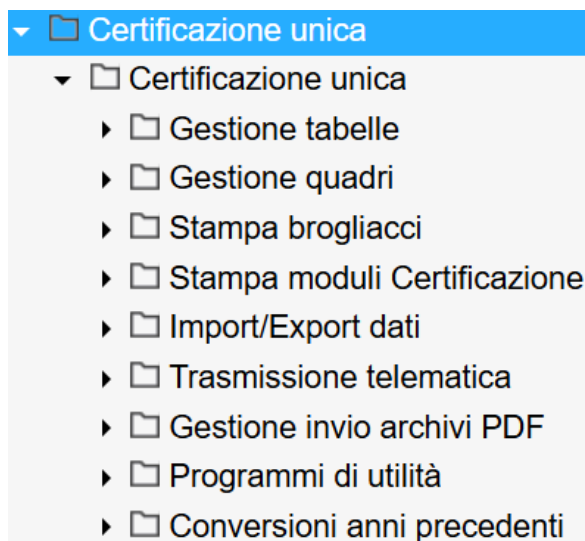 Certificazione unica
Certificazione unica
Gestione tabelle
Gestione quadri
Stampa brogliacci
Stampa moduli Certificazione
Import/Export dati
Trasmissione telematica
Gestione invio archivi PDF
Programmi di utilità
Conversioni anni precedenti